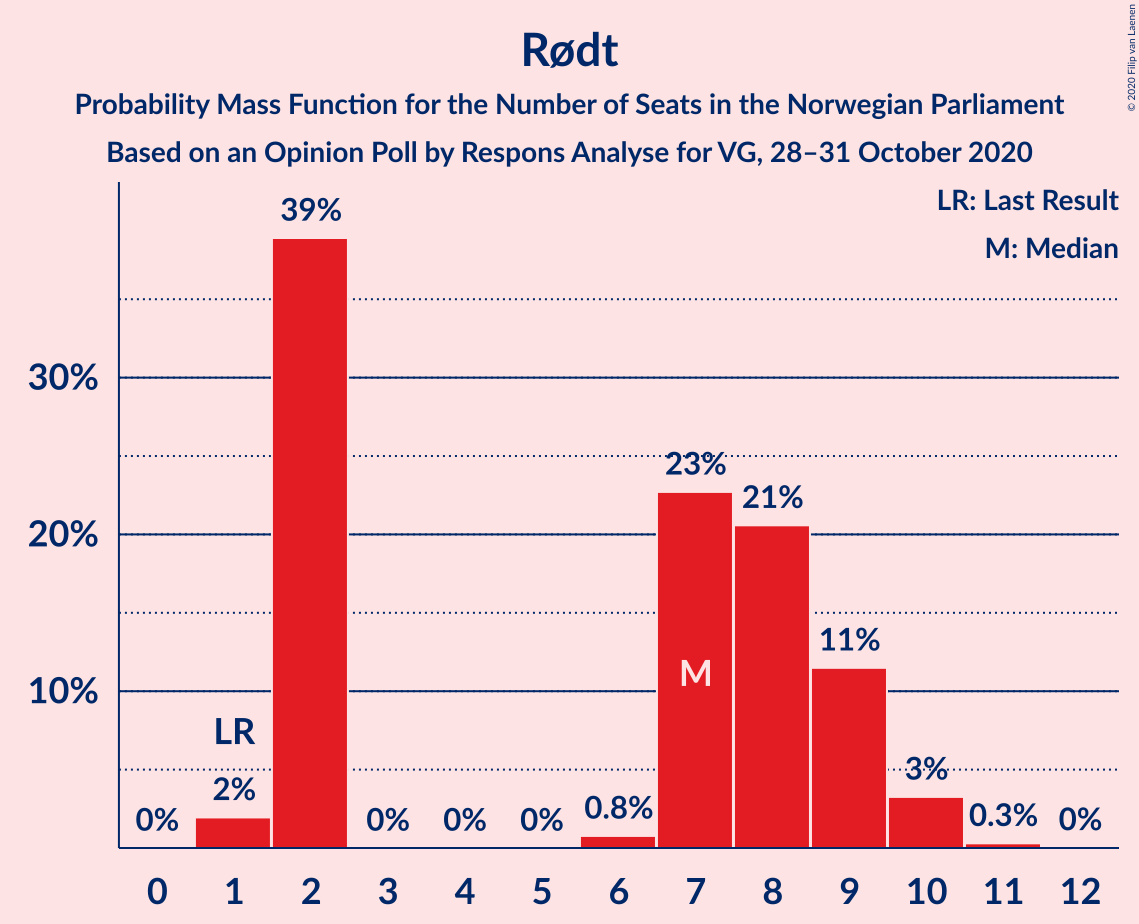 Rødt
Probability Mass Function for the Number of Seats in the Norwegian Parliament
Based on an Opinion Poll by Respons Analyse for VG, 28–31 October 2020
© 2020 Filip van Laenen
LR: Last Result
M: Median
39%
30%
23%
21%
20%
11%
M
10%
LR
3%
2%
0%
0%
0%
0%
0.8%
0.3%
0%
0 1 2 3 4 5 6 7 8 9 10 11 12